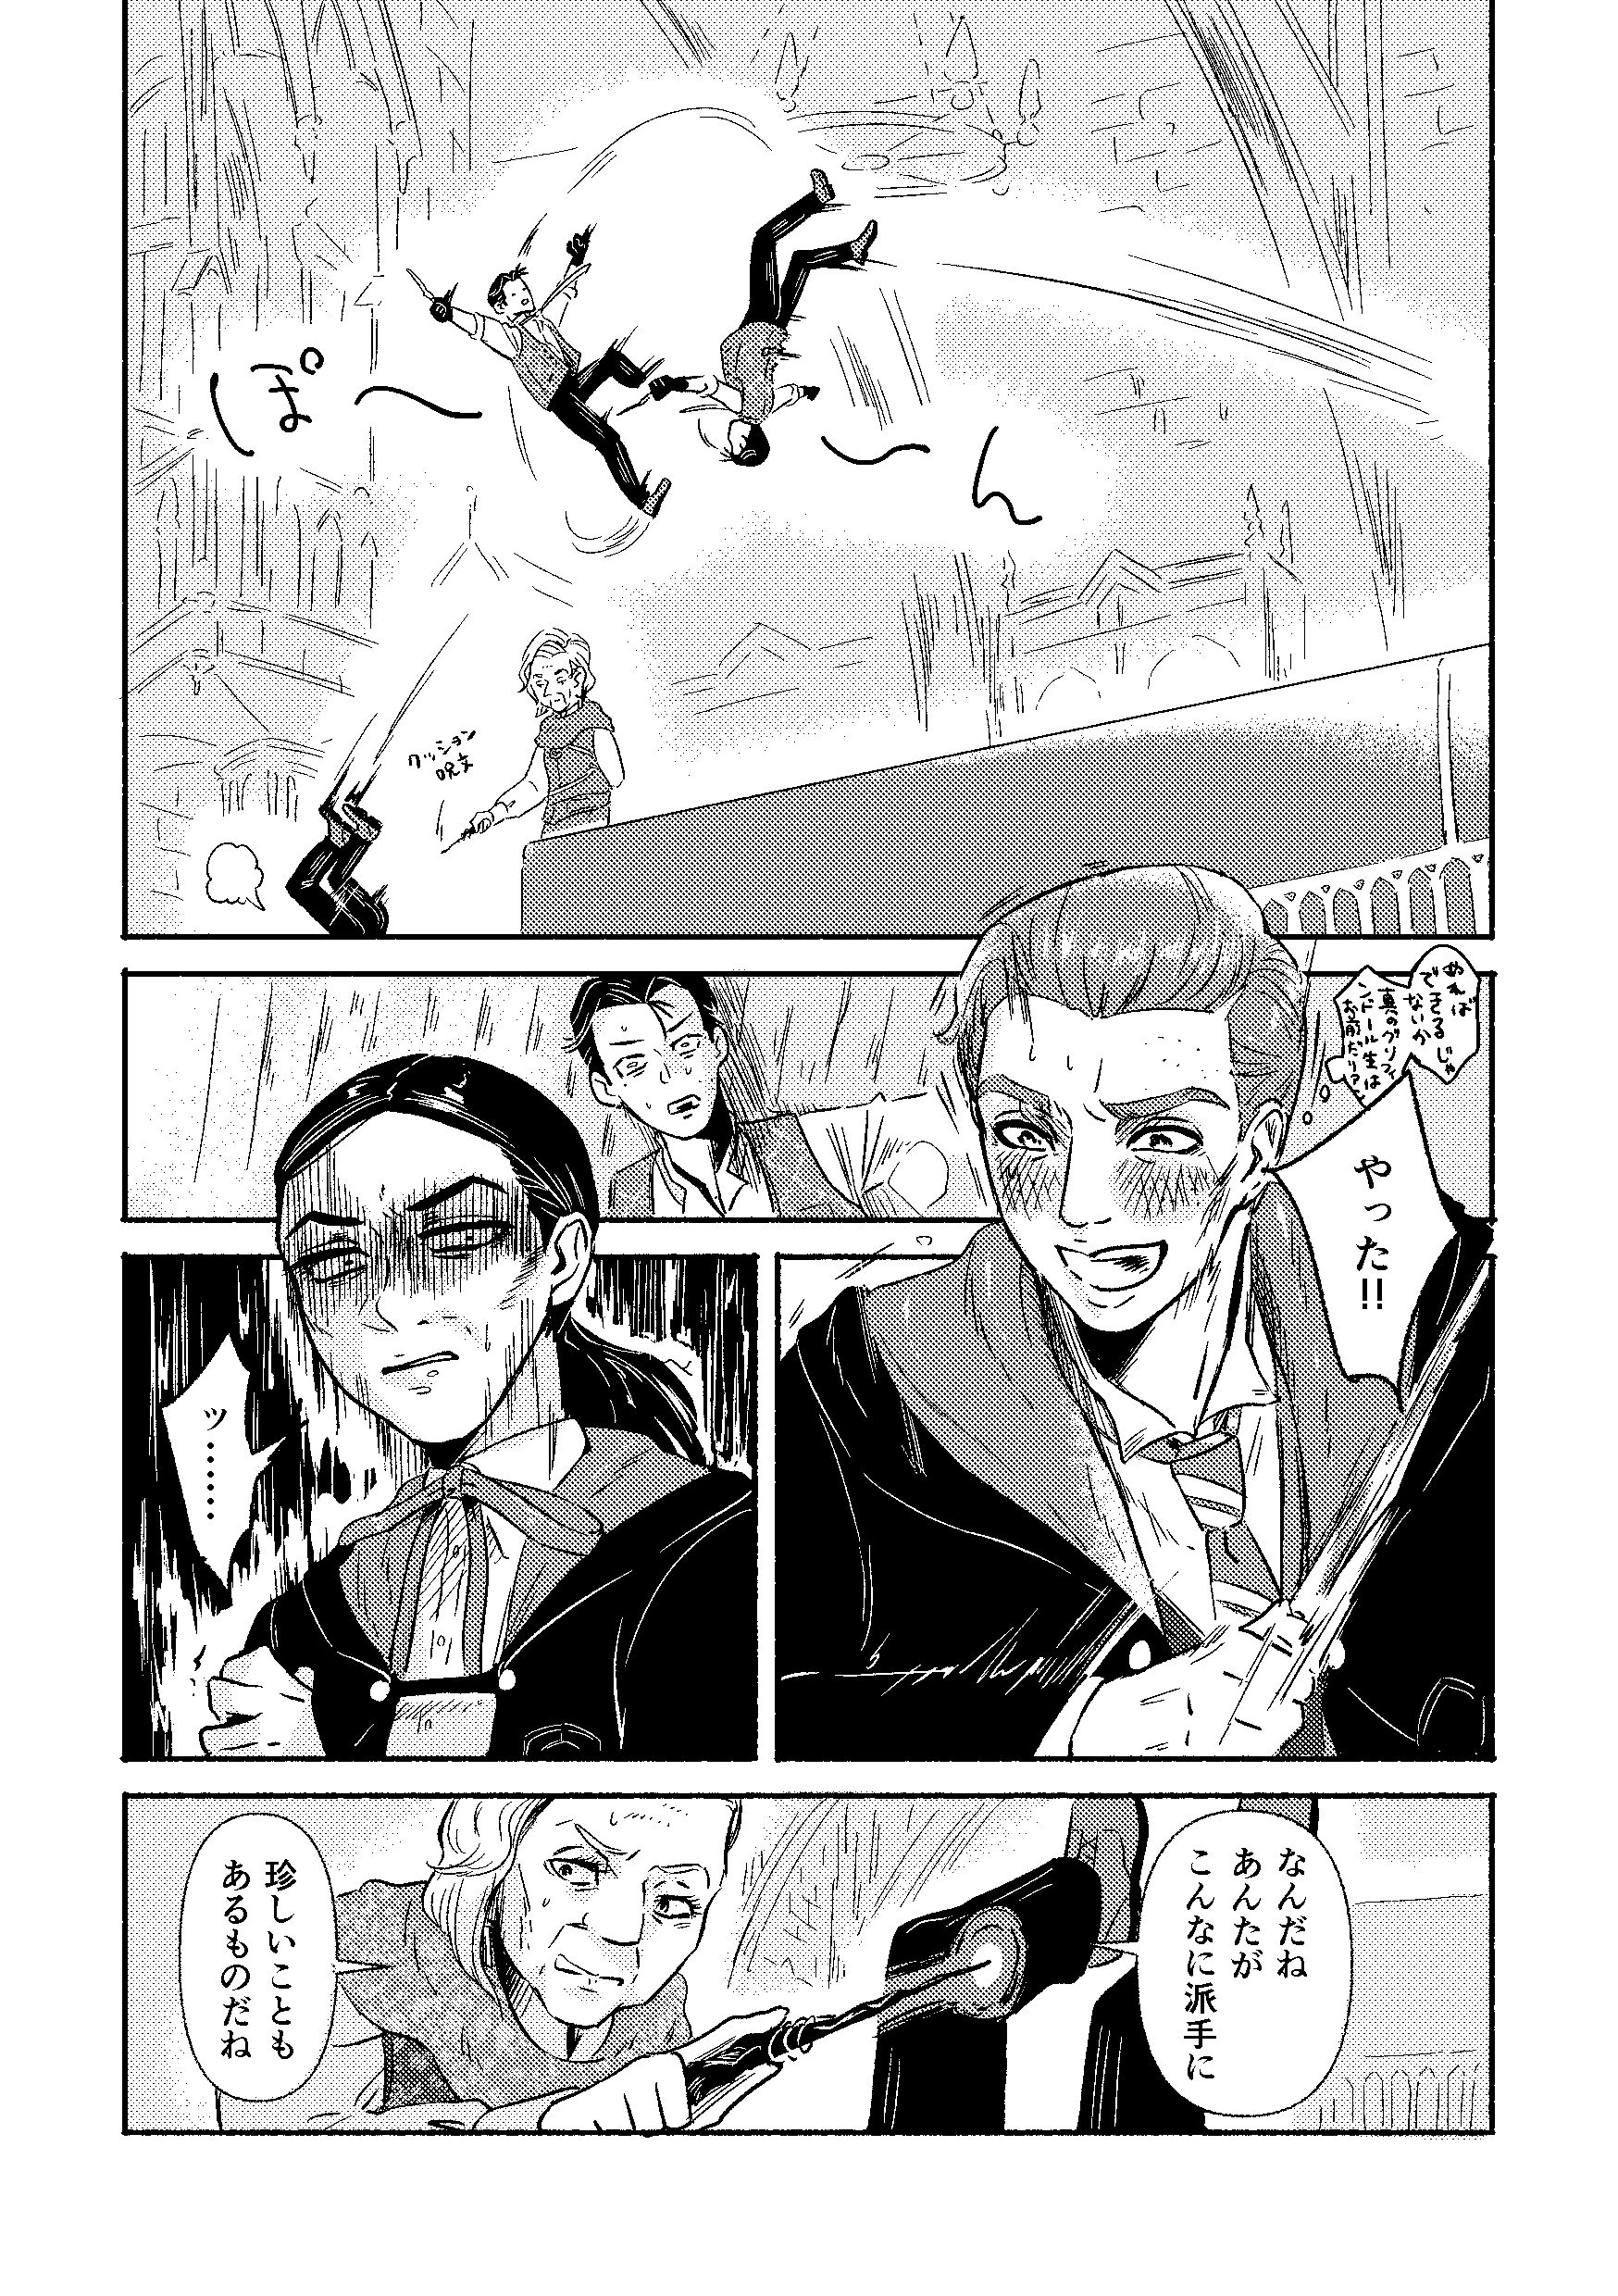 ぽ〜
〜ん
クッション
呪文
やれば
できるじゃ
ないか
真のグリフィ
ンドール生は
お前だ
やった!!
ッ……
なんだね
あんたが
こんなに派手に
珍しいことも
あるものだね